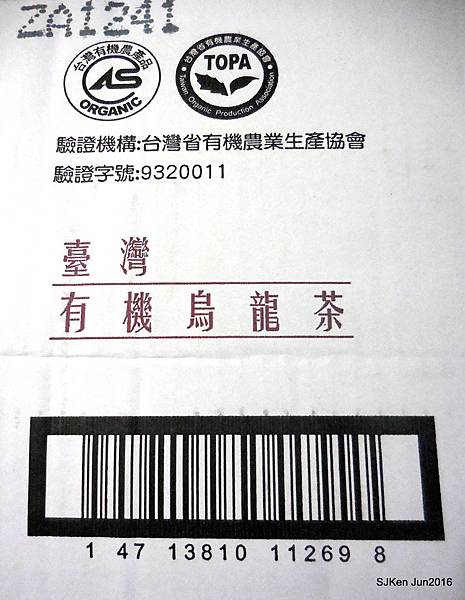 ZA1241
台灣有機農產品
ORGANIC
台灣省有機農業生產協會
TOPA
Taiwan Organic Production Association
驗證機構:台灣省有機農業生產協會
驗證字號:9320011
臺灣
有機烏龍茶
1 47 13810 11269 8
SJKen Jun2016